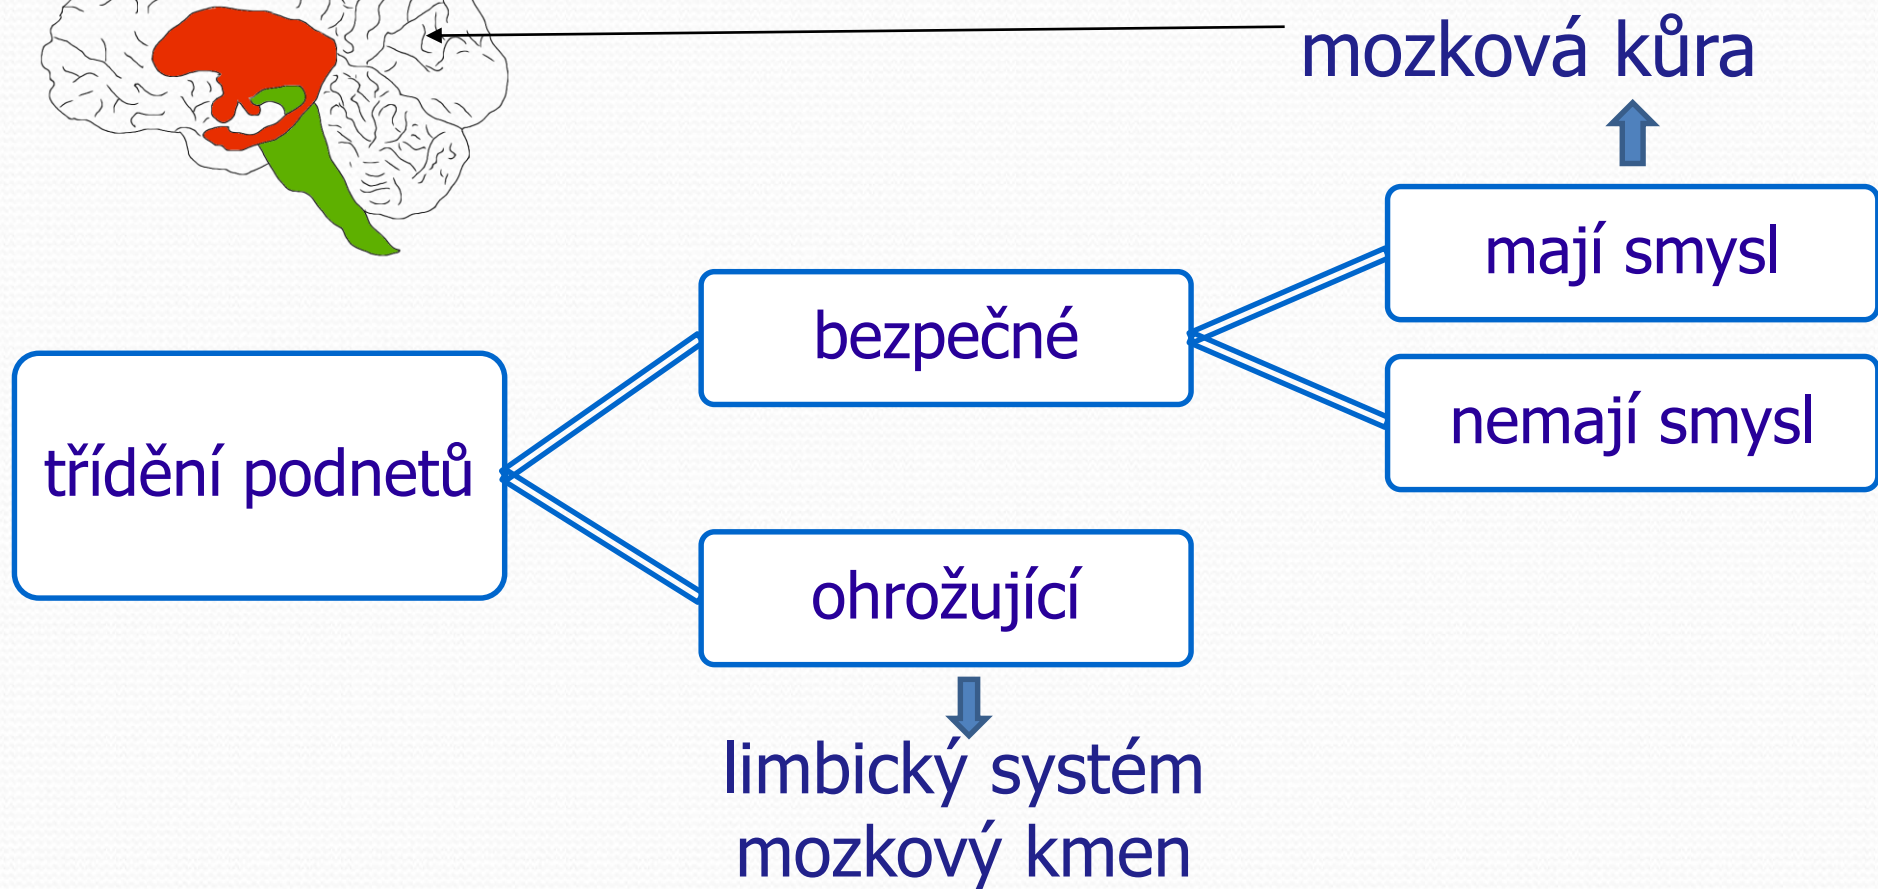 mozková kůra
mají smysl
bezpečné
nemají smysl
třídění podnetů
ohrožující
limbický systém
mozkový kmen